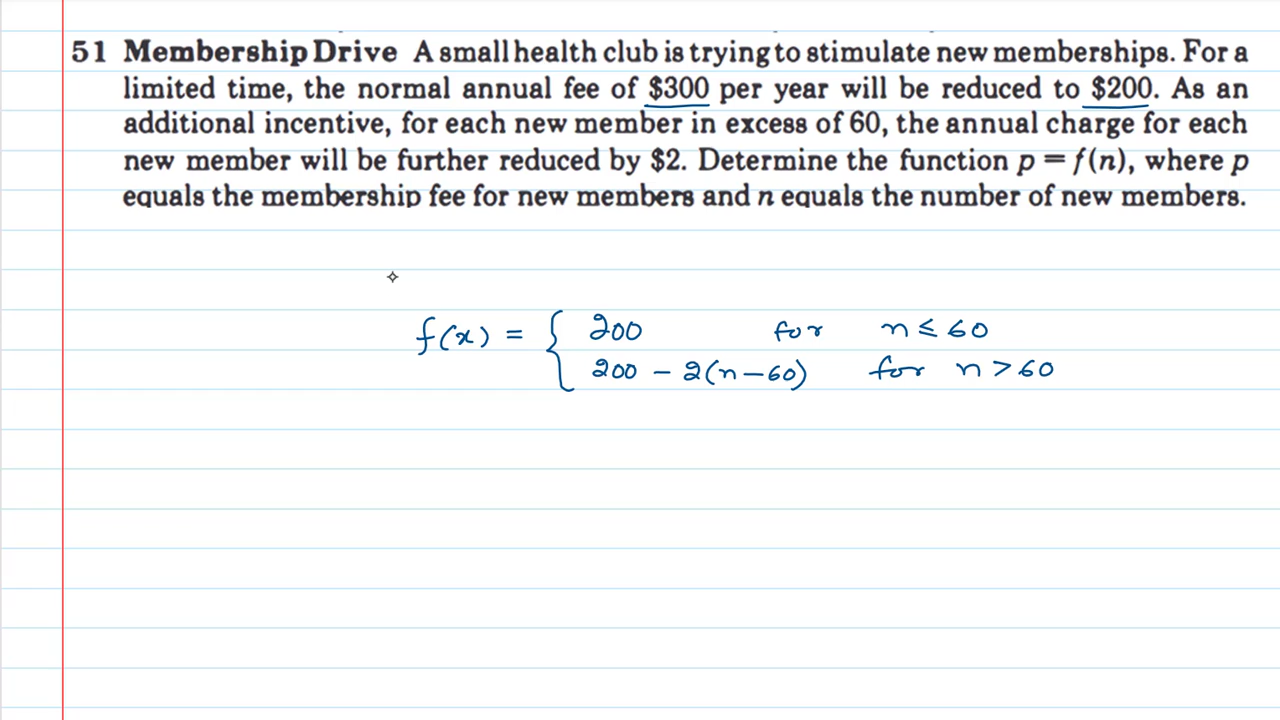 51 Membership Drive A small health club is trying to stimulate new memberships. For a
limited time, the normal annual fee of $300 per year will be reduced to $200. As an
additional incentive, for each new member in excess of 60, the annual charge for each
new member will be further reduced by $2. Determine the function p = f(n), where p
equals the membership fee for new members and n equals the number of new members.
f(x) = { 200 for n ≤ 60
200 - 2(n-60) for n > 60